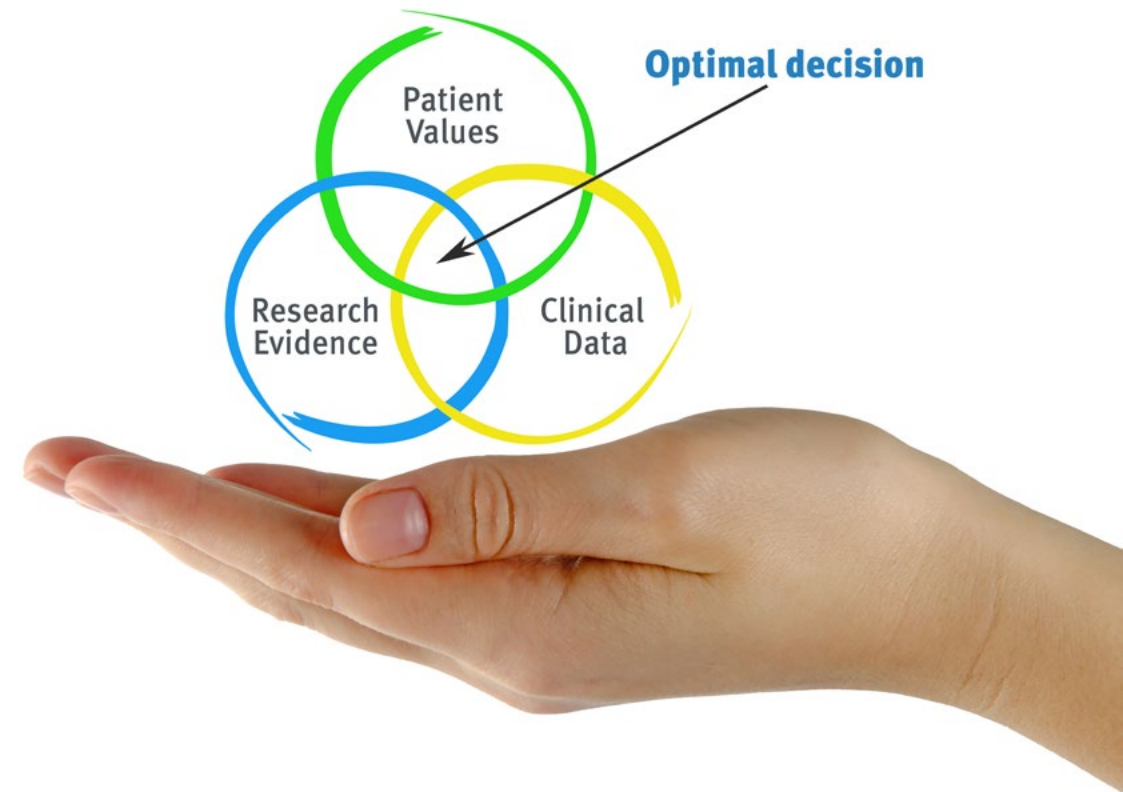 Optimal decision
Patient
Values
Research
Evidence
Clinical
Data